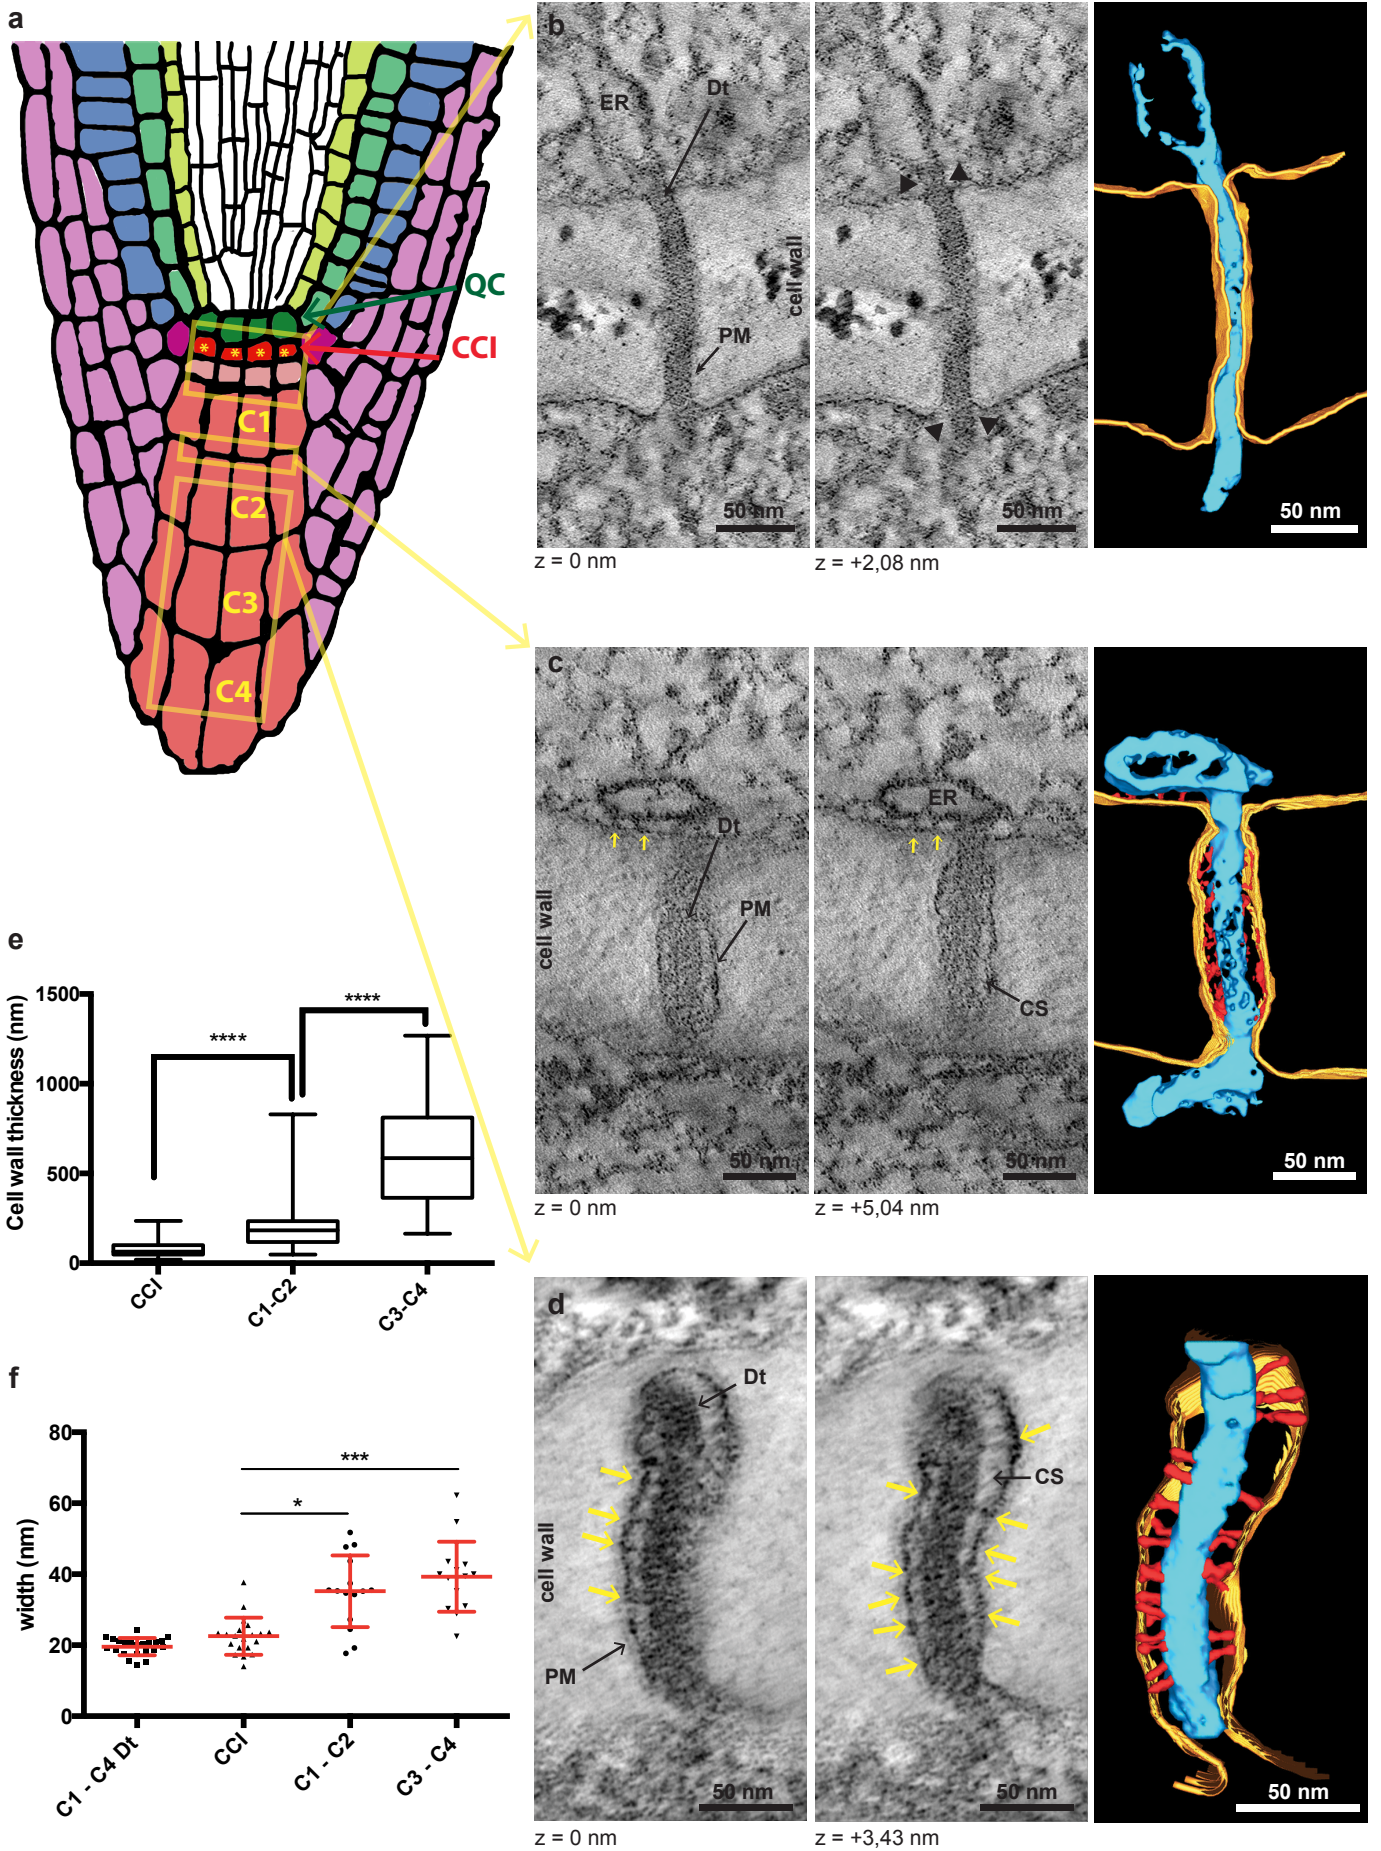 a
QC
CCI
* * * *
C1
C2
C3
C4
b
ER
Dt
PM
cell wall
50 nm
50 nm
50 nm
z = 0 nm
z = +2,08 nm
c
Dt
PM
cell wall
ER
CS
50 nm
50 nm
50 nm
z = 0 nm
z = +5,04 nm
d
Dt
PM
cell wall
CS
50 nm
50 nm
50 nm
z = 0 nm
z = +3,43 nm
e
Cell wall thickness (nm)
1500
1000
500
0
****
****
CCI
C1-C2
C3-C4
f
width (nm)
80
60
40
20
0
***
*
C1 - C4 Dt
CCI
C1 - C2
C3 - C4